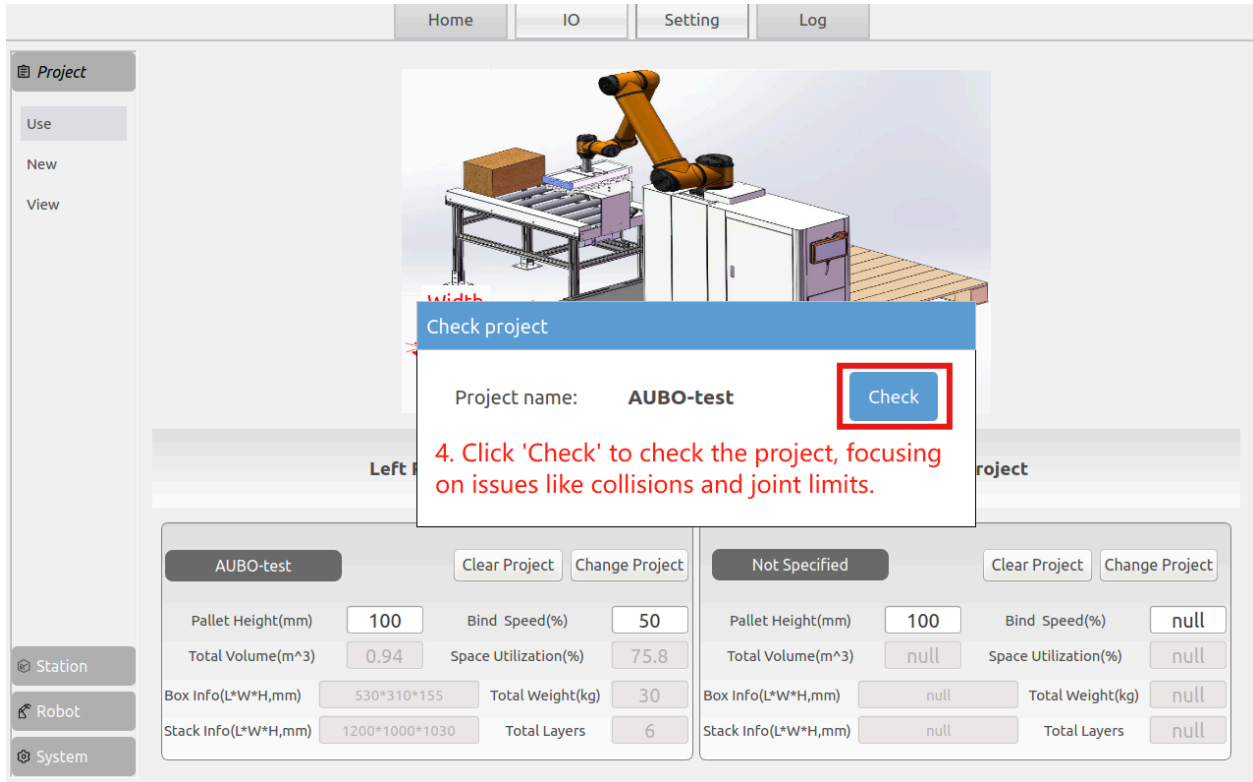 Home IO Setting Log
Project
Use
New
View
Width
Check project
Project name: AUBO-test Check
4. Click 'Check' to check the project, focusing
on issues like collisions and joint limits.
Left roject
AUBO-test Clear Project Change Project
Pallet Height(mm) 100 Bind Speed(%) 50
Total Volume(m^3) 0.94 Space Utilization(%) 75.8
Box Info(L*W*H,mm) 530*310*155 Total Weight(kg) 30
Stack Info(L*W*H,mm) 1200*1000*1030 Total Layers 6
Not Specified Clear Project Change Project
Pallet Height(mm) 100 Bind Speed(%) null
Total Volume(m^3) null Space Utilization(%) null
Box Info(L*W*H,mm) null Total Weight(kg) null
Stack Info(L*W*H,mm) null Total Layers null
Station
Robot
System